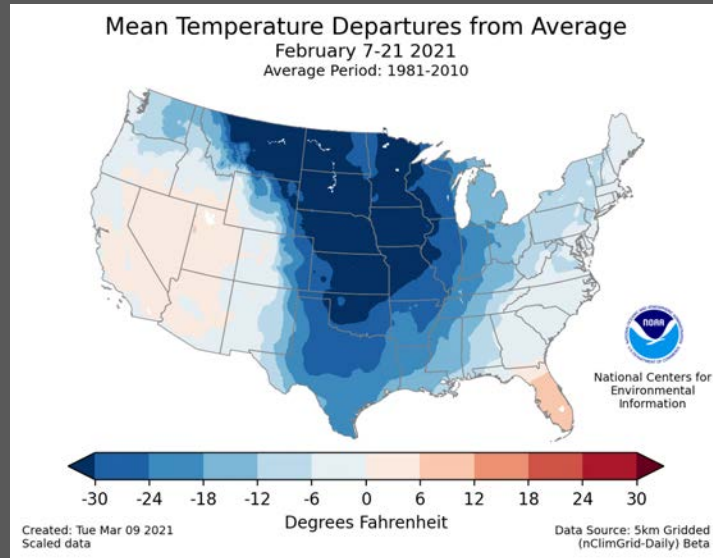 Mean Temperature Departures from Average
February 7-21 2021
Average Period: 1981-2010
NOAA
National Centers for
Environmental
Information
-30 -24 -18 -12 -6 0 6 12 18 24 30
Degrees Fahrenheit
Created: Tue Mar 09 2021
Scaled data
Data Source: 5km Gridded
(nClimGrid-Daily) Beta